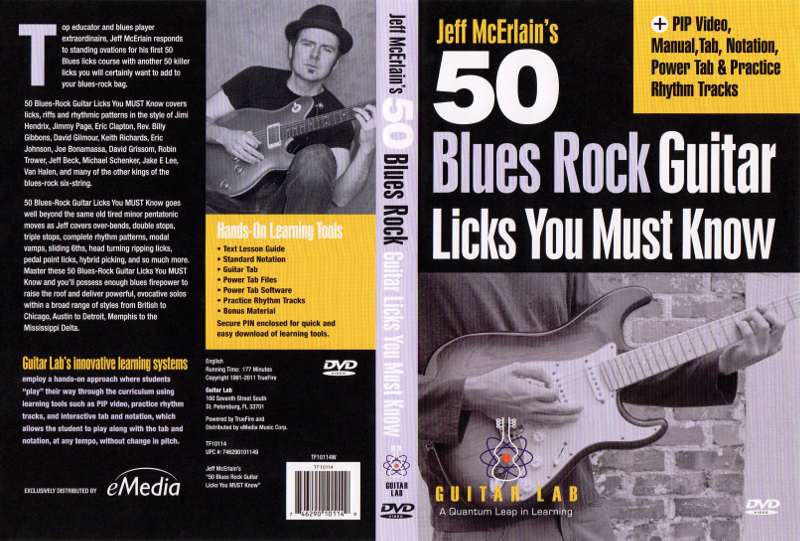 Top educator and blues player
extraordinaire, Jeff McErlain responds
to standing ovations for his first 50
Blues licks course with another 50 killer
licks you will certainly want to add to
your blues-rock bag.
50 Blues-Rock Guitar Licks You MUST Know covers
licks, riffs and rhythmic patterns in the style of Jimi
Hendrix, Jimmy Page, Eric Clapton, Rev. Billy
Gibbons, David Gilmour, Keith Richards, Eric
Johnson, Joe Bonamassa, David Grissom, Robin
Trower, Jeff Beck, Michael Schenker, Jake E Lee,
Van Halen, and many of the other kings of the
blues-rock six-string.
50 Blues-Rock Guitar Licks You MUST Know goes
well beyond the same old tired minor pentatonic
moves as Jeff covers over-bends, double stops,
triple stops, complete rhythm patterns, modal
vamps, sliding 6ths, head turning ripping licks,
pedal point licks, hybrid picking, and so much more.
Master these 50 Blues-Rock Guitar Licks You MUST
Know and you'll possess enough blues firepower to
raise the roof and deliver powerful, evocative solos
within a broad range of styles from British to
Chicago, Austin to Detroit, Memphis to the
Mississippi Delta.
Guitar Lab's innovative learning systems
employ a hands-on approach where students
"play" their way through the curriculum using
learning tools such as PIP video, practice rhythm
tracks, and interactive tab and notation, which
allows the student to play along with the tab and
notation, at any tempo, without change in pitch.
EXCLUSIVELY DISTRIBUTED BY eMedia
Hands-On Learning Tools
• Text Lesson Guide
• Standard Notation
• Guitar Tab
• Power Tab Files
• Power Tab Software
• Practice Rhythm Tracks
• Bonus Material
Secure PIN enclosed for quick and
easy download of learning tools.
English
Running Time: 177 Minutes
Copyright 1991-2011 TrueFire
DVD
VIDEO
Guitar Lab
100 Seventh Street South
St. Petersburg, FL 33701
Powered by TrueFire and
Distributed by eMedia Music Corp.
TF10114
UPC #: 746290101149
Jeff McErlain's
"50 Blues Rock Guitar
Licks You MUST Know"
TF10114W
TF10114
7 46290 10114 9
Jeff McErlain's 50 Blues Rock Guitar Licks You Must Know
GUITAR
LAB
DVD
VIDEO
Jeff McErlain's
50
Blues Rock Guitar
Licks You Must Know
+ PIP Video,
Manual,Tab, Notation,
Power Tab & Practice
Rhythm Tracks
GUITAR LAB
A Quantum Leap in Learning
DVD
VIDEO